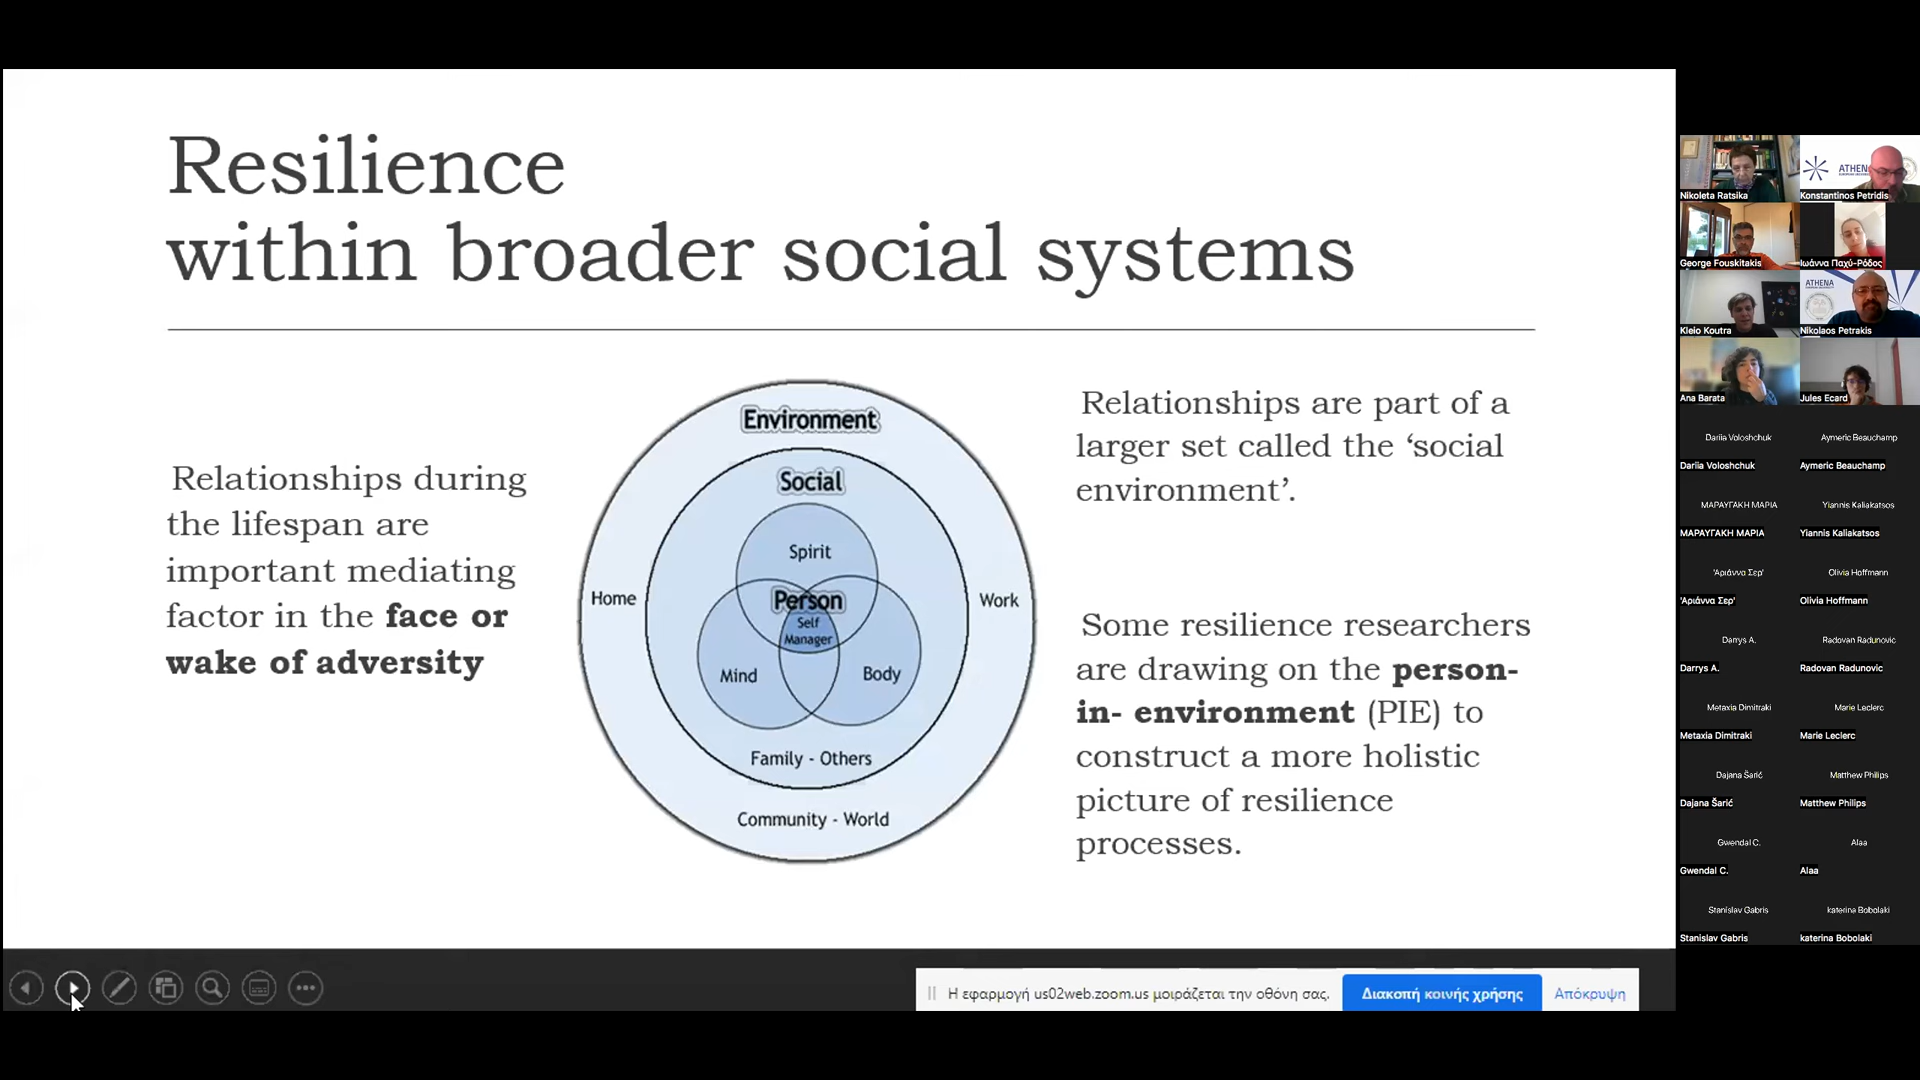 Resilience
within broader social systems
Relationships during
the lifespan are
important mediating
factor in the face or
wake of adversity
Environment
Social
Spirit
Person
Self
Manager
Mind
Body
Home
Work
Family - Others
Community - World
Relationships are part of a
larger set called the ‘social
environment’.
Some resilience researchers
are drawing on the person-
in- environment (PIE) to
construct a more holistic
picture of resilience
processes.
Η εφαρμογή us02web.zoom.us μοιράζεται την οθόνη σας.
Διακοπή κοινής χρήσης
Απόκρυψη
Nikoleta Ratsika
ATHENA
Konstantinos Petridis
George Fouskitakis
Ιωάννα Παχύ-Ρόδος
Kleio Koutra
ATHENA
Nikolaos Petrakis
Ana Barata
Jules Ecard
Dariia Voloshchuk
Aymeric Beauchamp
Dariia Voloshchuk
Aymeric Beauchamp
ΜΑΡΑΥΓΑΚΗ ΜΑΡΙΑ
Yiannis Kaliakatsos
ΜΑΡΑΥΓΑΚΗ ΜΑΡΙΑ
Yiannis Kaliakatsos
'Αριάννα Σερ'
Olivia Hoffmann
'Αριάννα Σερ'
Olivia Hoffmann
Darrys A.
Radovan Radunovic
Darrys A.
Radovan Radunovic
Metaxia Dimitraki
Marie Leclerc
Metaxia Dimitraki
Marie Leclerc
Dajana Šarić
Matthew Philips
Dajana Šarić
Matthew Philips
Gwendal C.
Alaa
Gwendal C.
Alaa
Stanislav Gabris
katerina Bobolaki
Stanislav Gabris
katerina Bobolaki